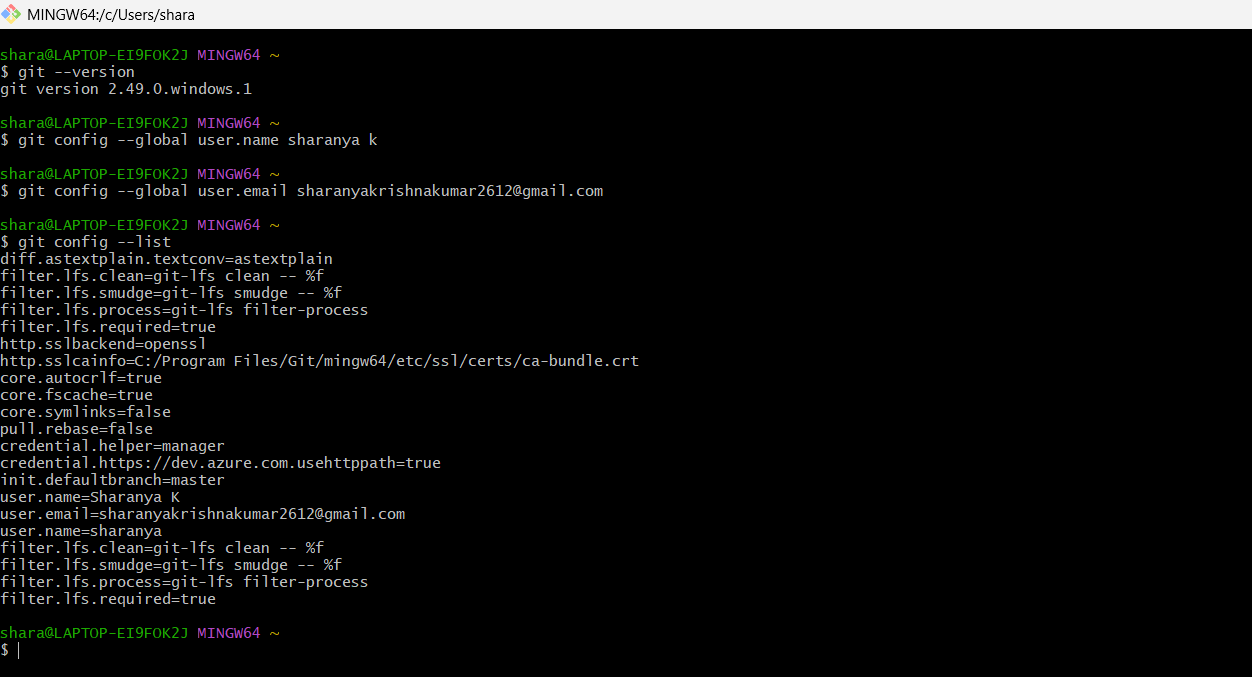 MINGW64:/c/Users/shara
shara@LAPTOP-EI9FOK2J MINGW64 ~
$ git --version
git version 2.49.0.windows.1
shara@LAPTOP-EI9FOK2J MINGW64 ~
$ git config --global user.name sharanya k
shara@LAPTOP-EI9FOK2J MINGW64 ~
$ git config --global user.email sharanyakrishnakumar2612@gmail.com
shara@LAPTOP-EI9FOK2J MINGW64 ~
$ git config --list
diff.astextplain.textconv=astextplain
filter.lfs.clean=git-lfs clean -- %f
filter.lfs.smudge=git-lfs smudge -- %f
filter.lfs.process=git-lfs filter-process
filter.lfs.required=true
http.sslbackend=openssl
http.sslcainfo=C:/Program Files/Git/mingw64/etc/ssl/certs/ca-bundle.crt
core.autocrlf=true
core.fscache=true
core.symlinks=false
pull.rebase=false
credential.helper=manager
credential.https://dev.azure.com.usehttppath=true
init.defaultbranch=master
user.name=Sharanya K
user.email=sharanyakrishnakumar2612@gmail.com
user.name=sharanya
filter.lfs.clean=git-lfs clean -- %f
filter.lfs.smudge=git-lfs smudge -- %f
filter.lfs.process=git-lfs filter-process
filter.lfs.required=true
shara@LAPTOP-EI9FOK2J MINGW64 ~
$